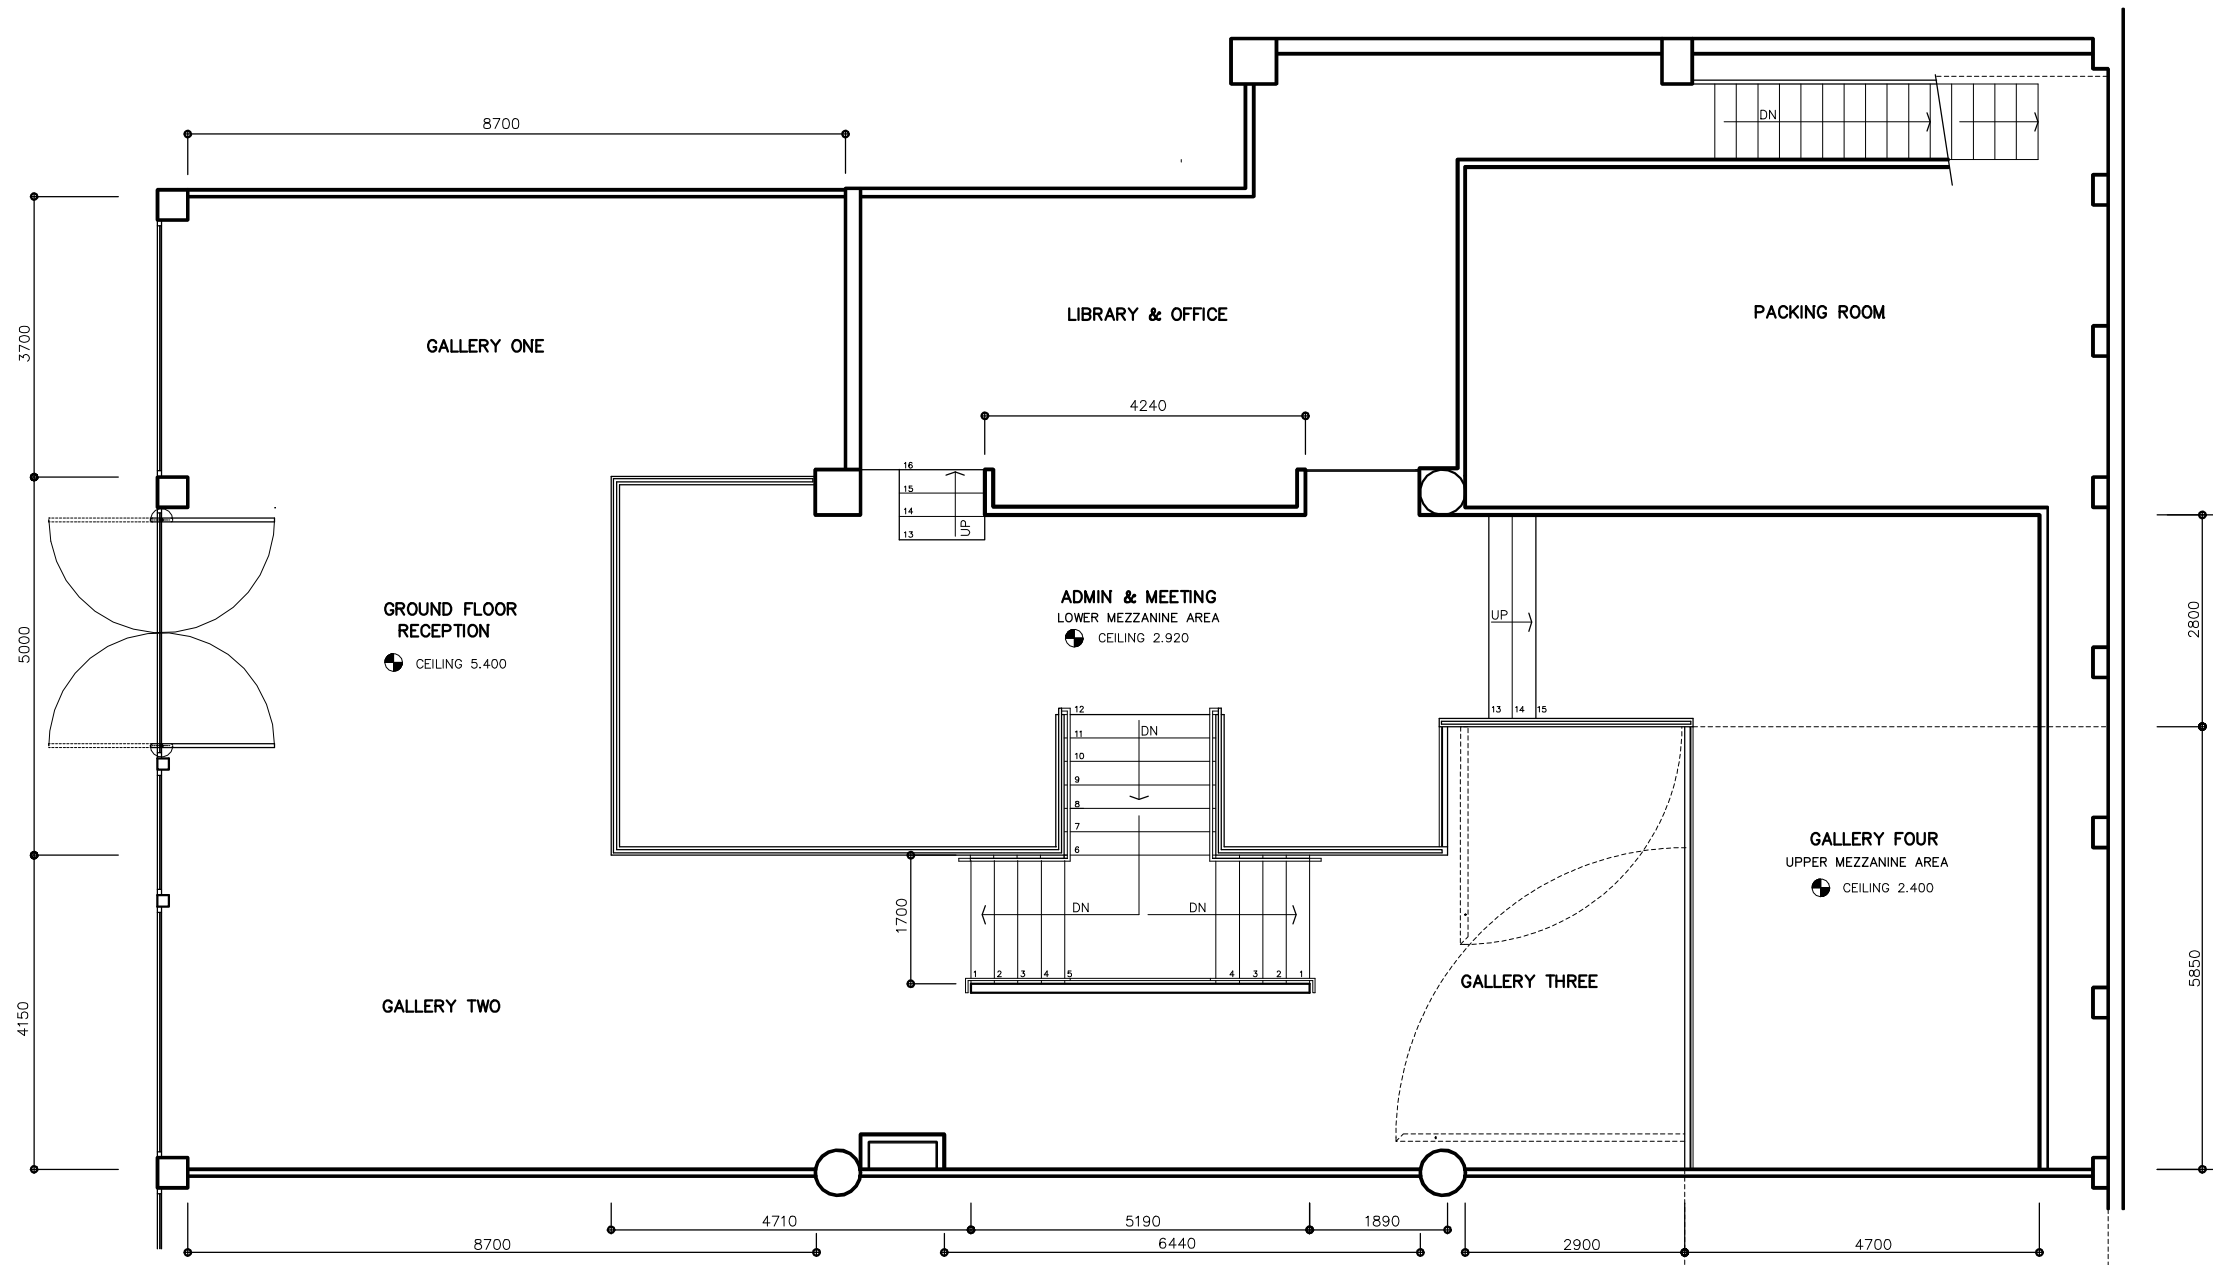 DN
8700
LIBRARY & OFFICE
PACKING ROOM
3700
GALLERY ONE
4240
16
15
14
13
UP
ADMIN & MEETING
LOWER MEZZANINE AREA
CEILING 2.920
GROUND FLOOR
RECEPTION
CEILING 5.400
5000
UP
2800
13 14 15
12
11
10
9
8
7
6
DN
GALLERY FOUR
UPPER MEZZANINE AREA
CEILING 2.400
1700
DN
DN
1 2 3 4 5
4 3 2 1
GALLERY THREE
5850
GALLERY TWO
4150
4710
5190
1890
8700
6440
2900
4700